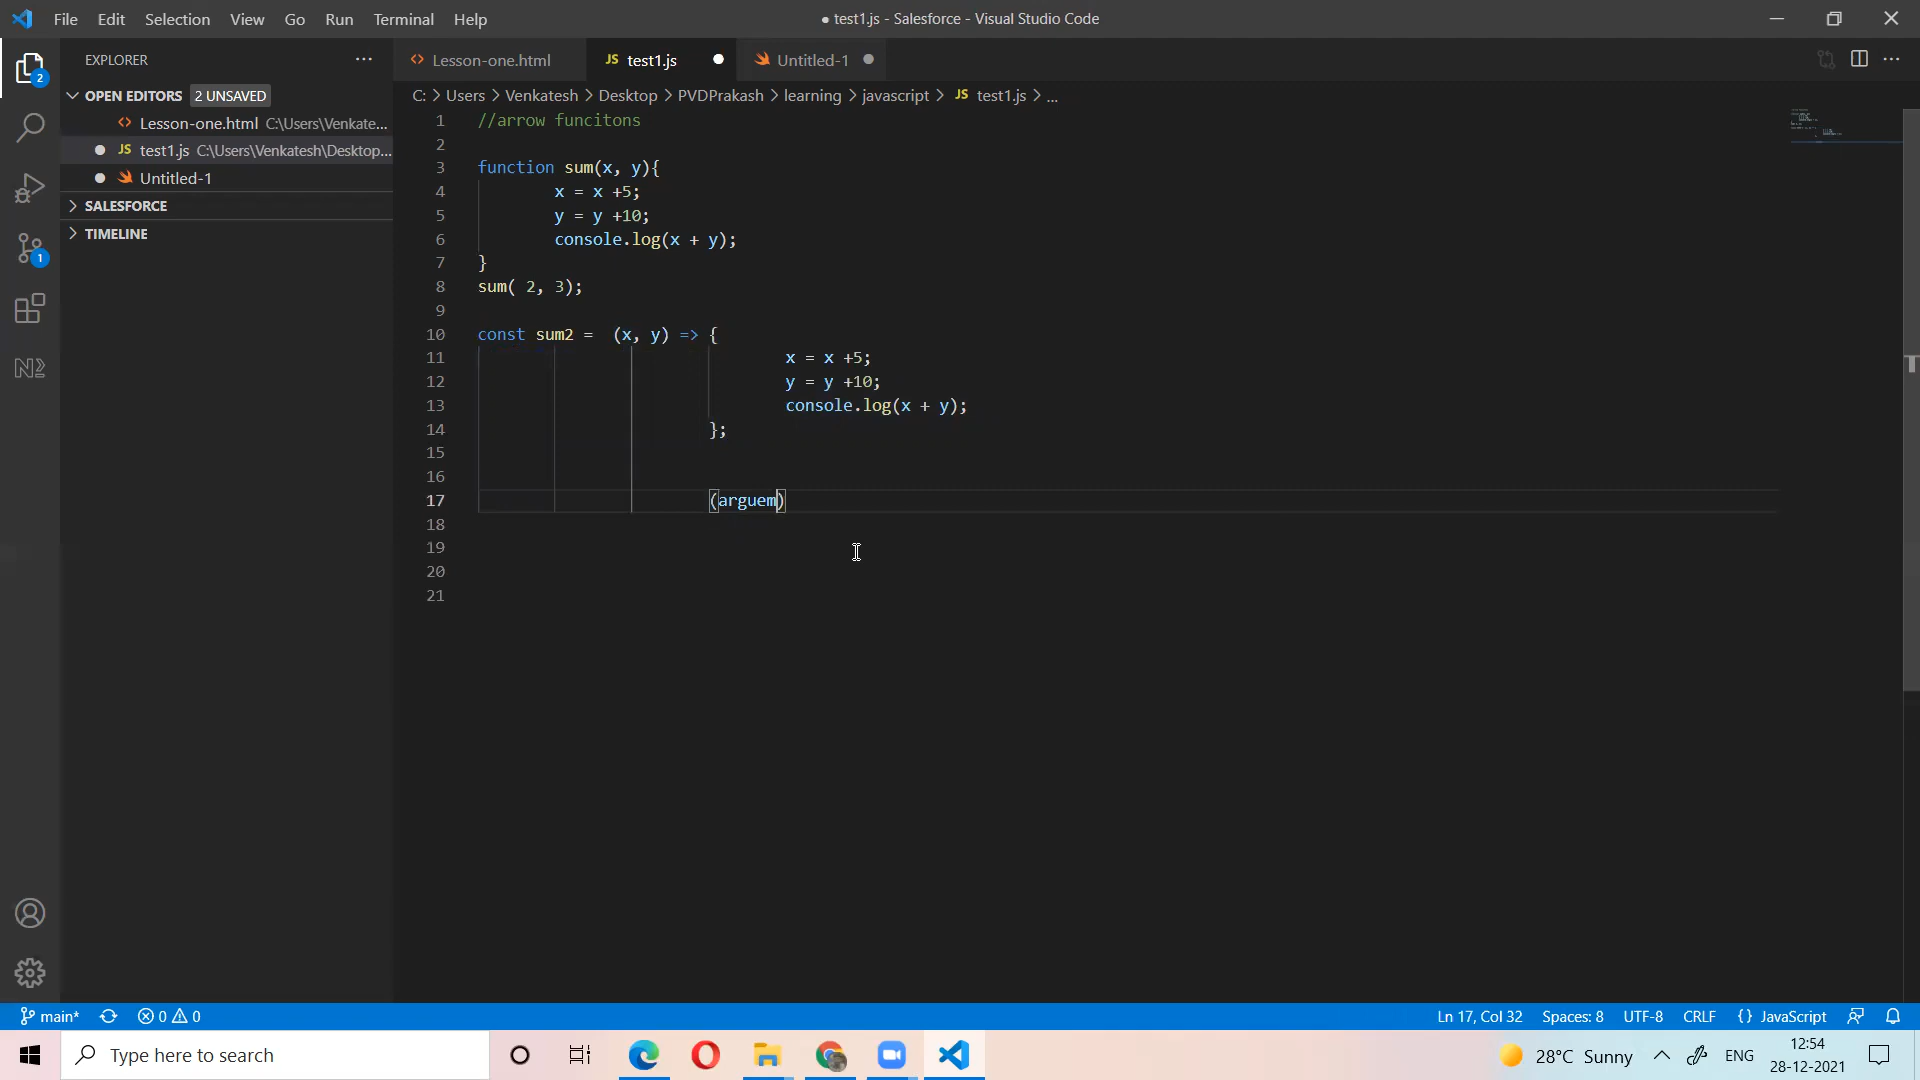 File Edit Selection View Go Run Terminal Help
● test1.js - Salesforce - Visual Studio Code
EXPLORER ...
OPEN EDITORS 2 UNSAVED
Lesson-one.html C:\Users\Venkate...
JS test1.js C:\Users\Venkatesh\Desktop...
Untitled-1
SALESFORCE
TIMELINE
2
1
Lesson-one.html JS test1.js Untitled-1
C: > Users > Venkatesh > Desktop > PVDPrakash > learning > javascript > JS test1.js > ...
1 //arrow funcitons
2
3 function sum(x, y){
4 x = x +5;
5 y = y +10;
6 console.log(x + y);
7 }
8 sum( 2, 3);
9
10 const sum2 =  (x, y) => {
11 x = x +5;
12 y = y +10;
13 console.log(x + y);
14 };
15
16
17 (arguem)
18
19
20
21
main* 0 0 Ln 17, Col 32 Spaces: 8 UTF-8 CRLF {} JavaScript
Type here to search
28°C Sunny ENG 12:54
28-12-2021